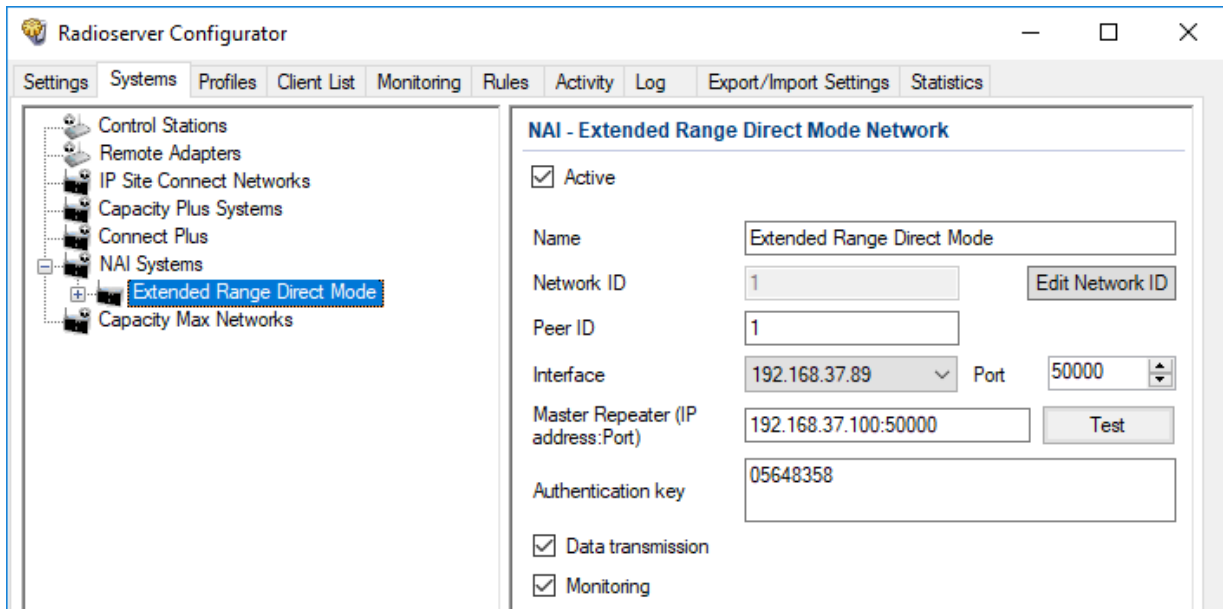 Radioserver Configurator
Settings Systems Profiles Client List Monitoring Rules Activity Log Export/Import Settings Statistics
Control Stations
Remote Adapters
IP Site Connect Networks
Capacity Plus Systems
Connect Plus
NAI Systems
Extended Range Direct Mode
Capacity Max Networks
NAI - Extended Range Direct Mode Network
Active
Name Extended Range Direct Mode
Network ID 1 Edit Network ID
Peer ID 1
Interface 192.168.37.89 Port 50000
Master Repeater (IP
address:Port) 192.168.37.100:50000 Test
Authentication key 05648358
Data transmission
Monitoring